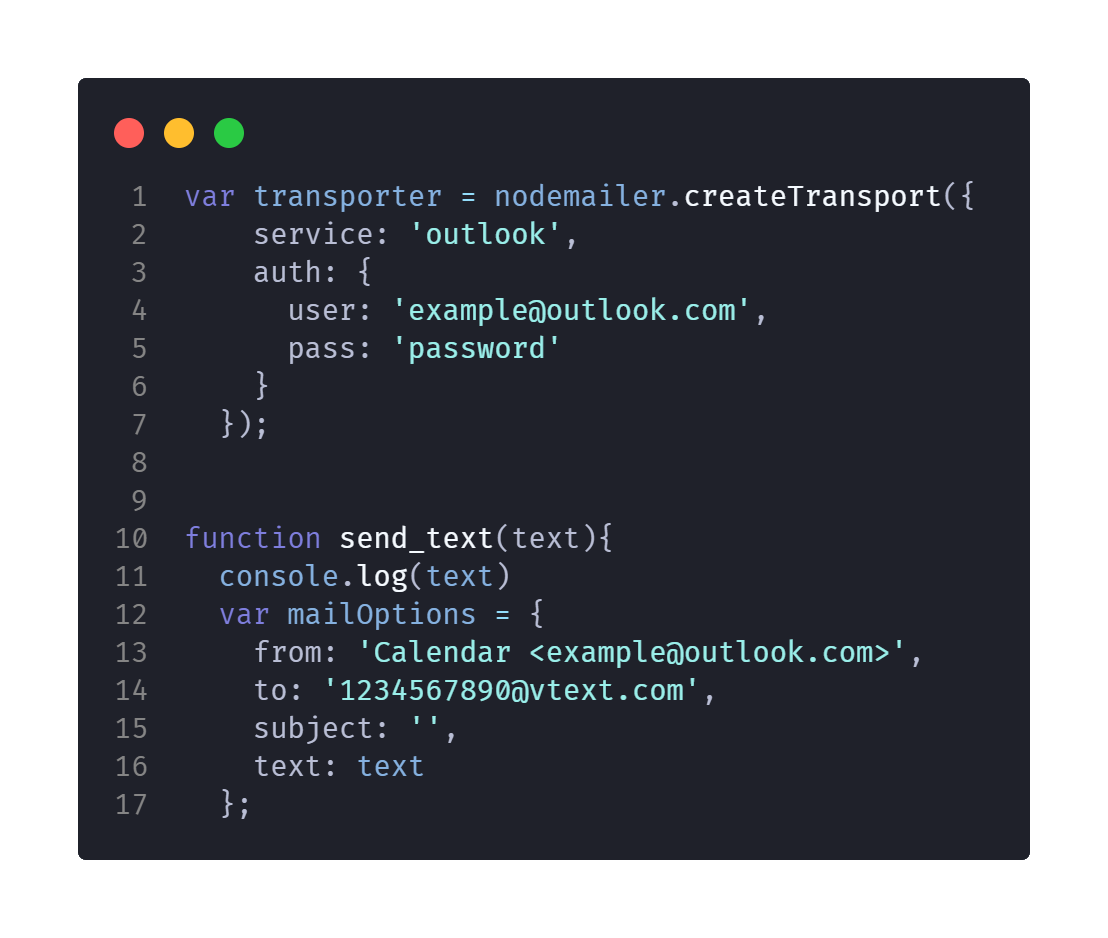 1 var transporter = nodemailer.createTransport({
2     service: 'outlook',
3     auth: {
4       user: 'example@outlook.com',
5       pass: 'password'
6     }
7   });
8
9
10 function send_text(text){
11   console.log(text)
12   var mailOptions = {
13     from: 'Calendar <example@outlook.com>',
14     to: '1234567890@vtext.com',
15     subject: '',
16     text: text
17   };